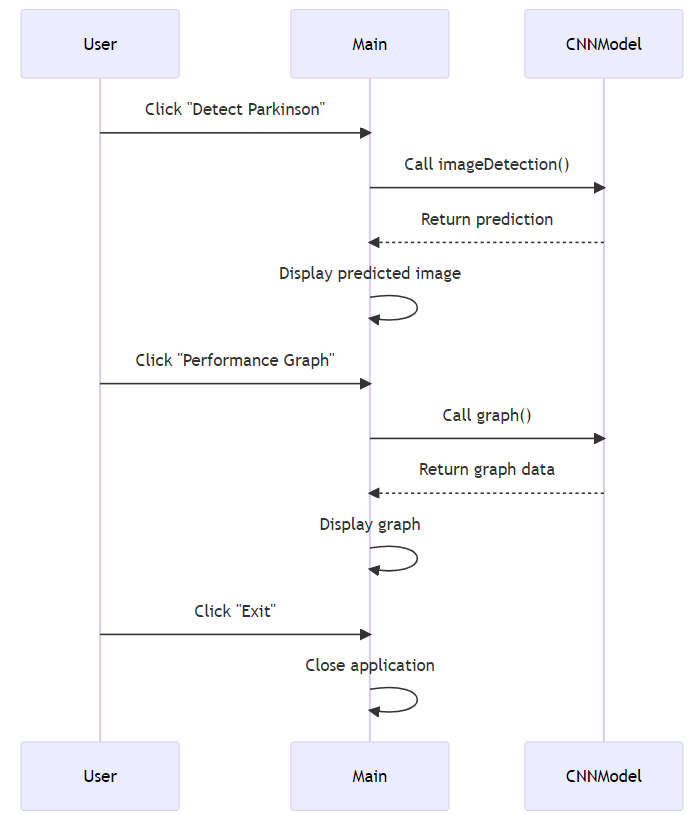 User
Main
CNNModel
Click "Detect Parkinson"
Call imageDetection()
Return prediction
Display predicted image
Click "Performance Graph"
Call graph()
Return graph data
Display graph
Click "Exit"
Close application
User
Main
CNNModel